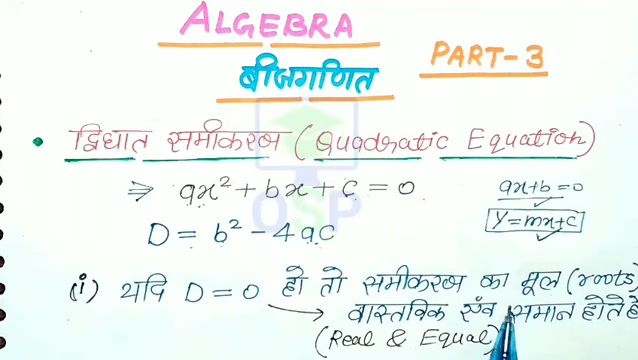 ALGEBRA
बीजगणित
PART-3
• द्विघात समीकरण (Quadratic Equation)
⇒ ax² + bx + c = 0
ax+b=0
y=mx+c
D = b² - 4ac
OSP
(i) यदि D = 0 हो तो समीकरण का मूल (roots)
→ वास्तविक एवं समान होते है
(Real & Equal)